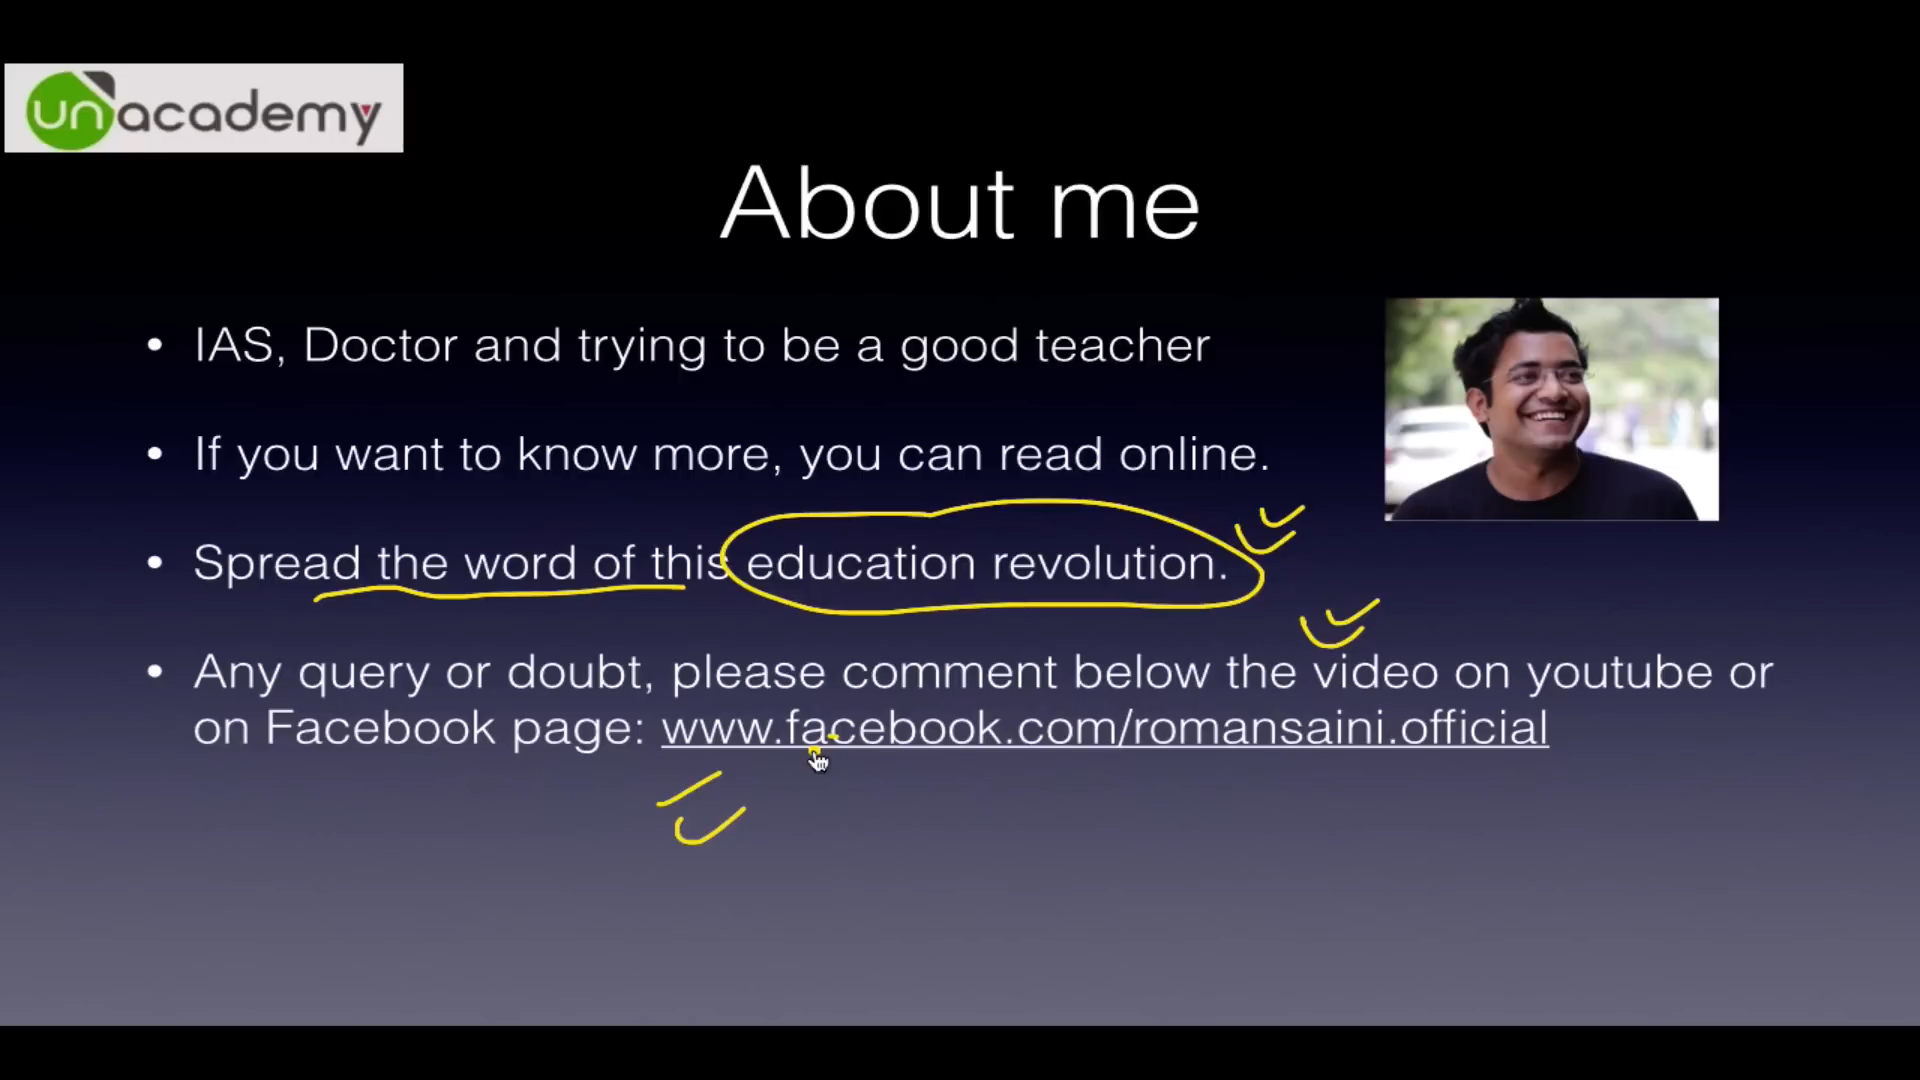 unacademy
About me
• IAS, Doctor and trying to be a good teacher
• If you want to know more, you can read online.
• Spread the word of this education revolution.
• Any query or doubt, please comment below the video on youtube or
on Facebook page: www.facebook.com/romansaini.official